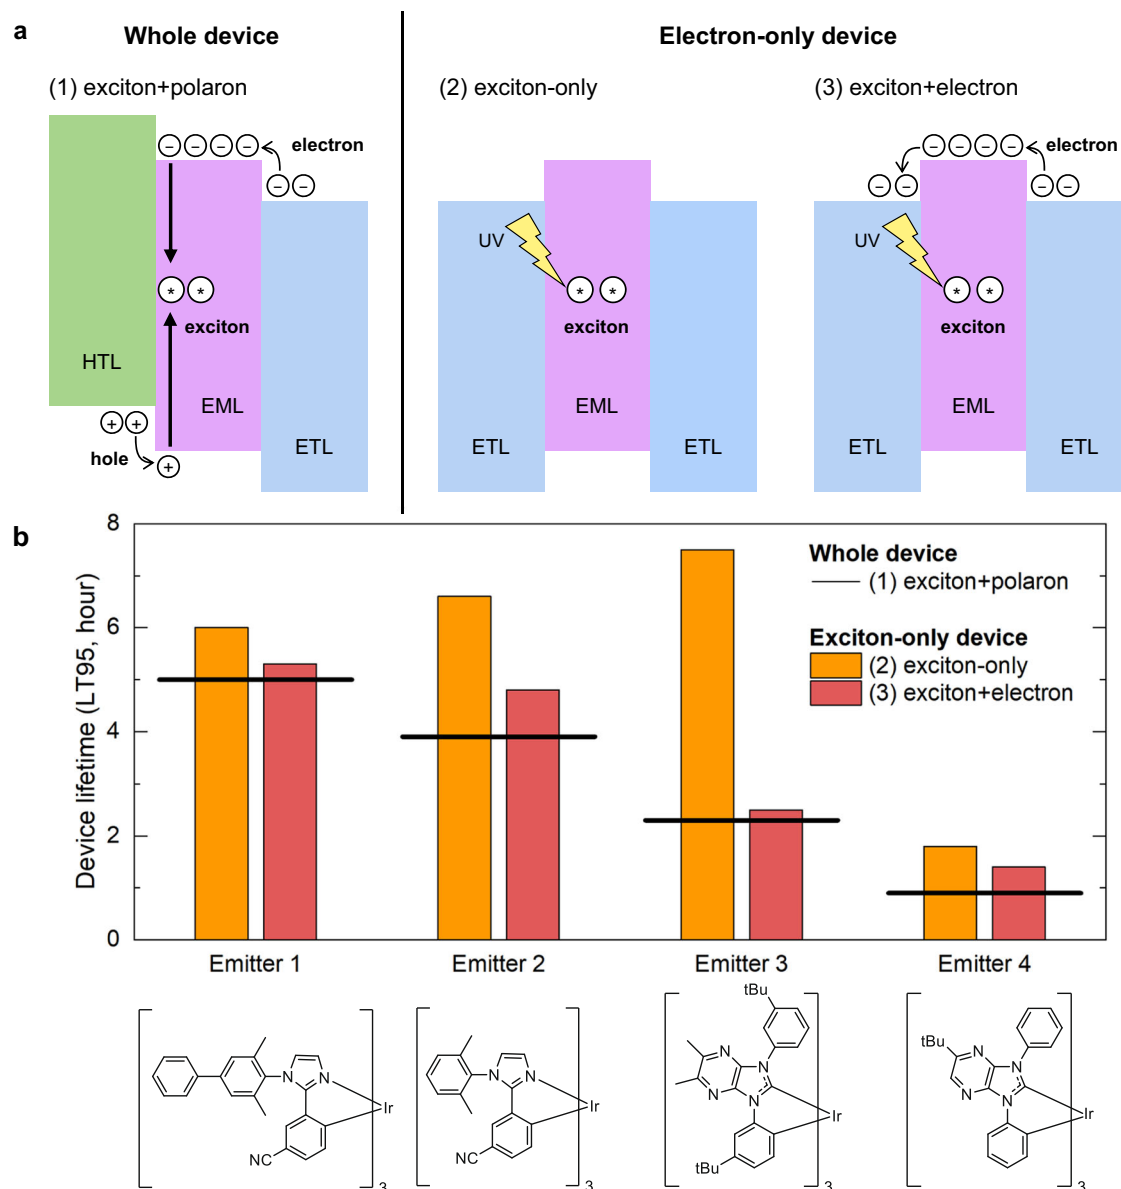 a
Whole device
Electron-only device
(1) exciton+polaron
(2) exciton-only
(3) exciton+electron
− − − − electron
− −
* *
exciton
HTL
EML
ETL
+ +
hole
+
UV
* *
exciton
EML
ETL
ETL
− − − − electron
− −
− −
UV
* *
exciton
EML
ETL
ETL
b
Device lifetime (LT95, hour)
8
6
4
2
0
Whole device
(1) exciton+polaron
Exciton-only device
(2) exciton-only
(3) exciton+electron
Emitter 1
Emitter 2
Emitter 3
Emitter 4
N
N
Ir
NC
3
N
N
Ir
NC
3
tBu
N
N
N
N
Ir
tBu
3
tBu
N
N
N
N
Ir
3